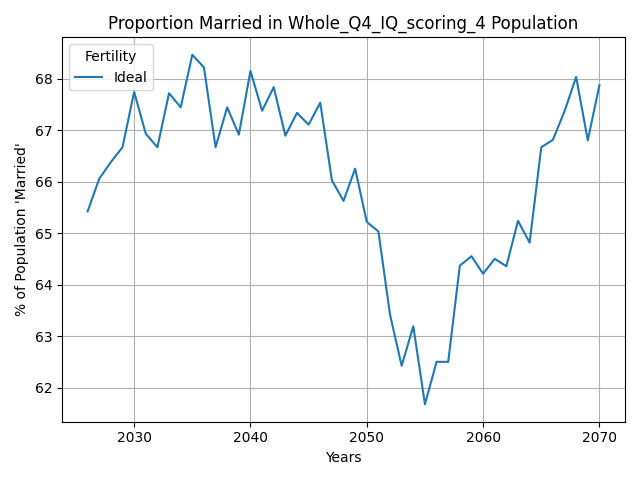 Proportion Married in Whole_Q4_IQ_scoring_4 Population
Fertility
Ideal
% of Population 'Married'
68
67
66
65
64
63
62
2030 2040 2050 2060 2070
Years